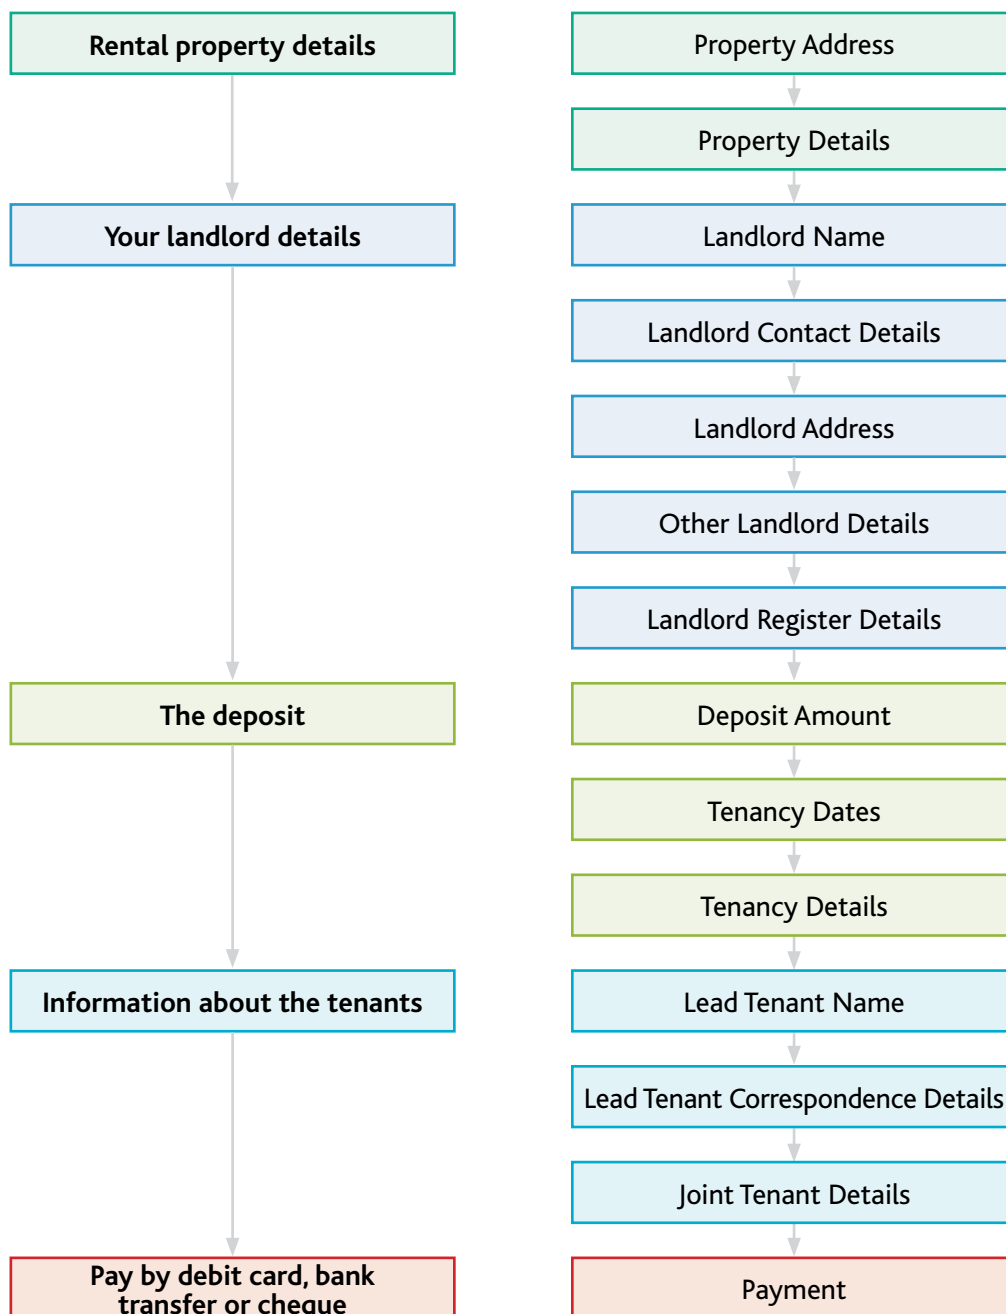 Rental property details
Property Address
Property Details
Your landlord details
Landlord Name
Landlord Contact Details
Landlord Address
Other Landlord Details
Landlord Register Details
The deposit
Deposit Amount
Tenancy Dates
Tenancy Details
Information about the tenants
Lead Tenant Name
Lead Tenant Correspondence Details
Joint Tenant Details
Pay by debit card, bank
transfer or cheque
Payment